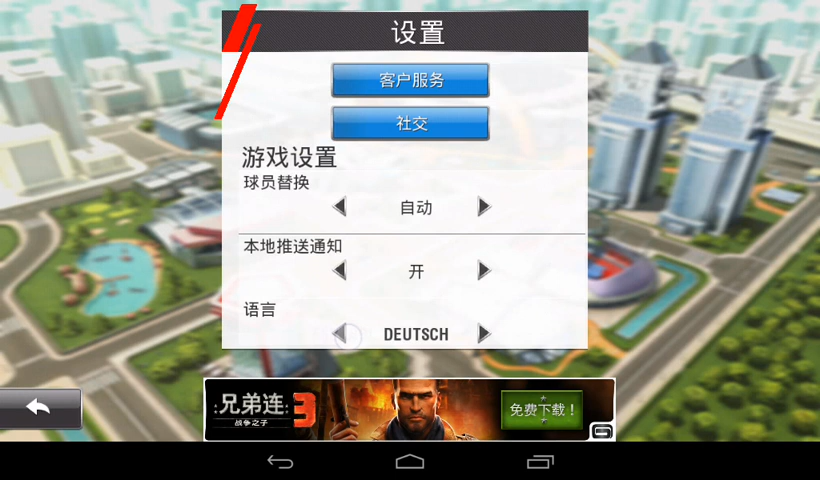 设置
客户服务
社交
游戏设置
球员替换
自动
本地推送通知
开
语言
DEUTSCH
兄弟连 3
战争之子
免费下载！